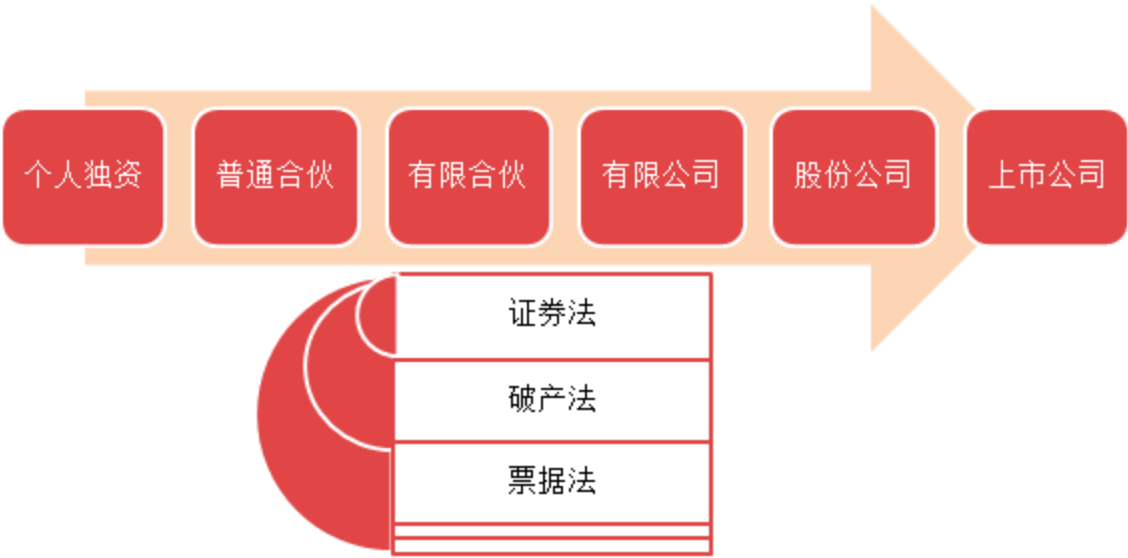 个人独资
普通合伙
有限合伙
有限公司
股份公司
上市公司
证券法
破产法
票据法